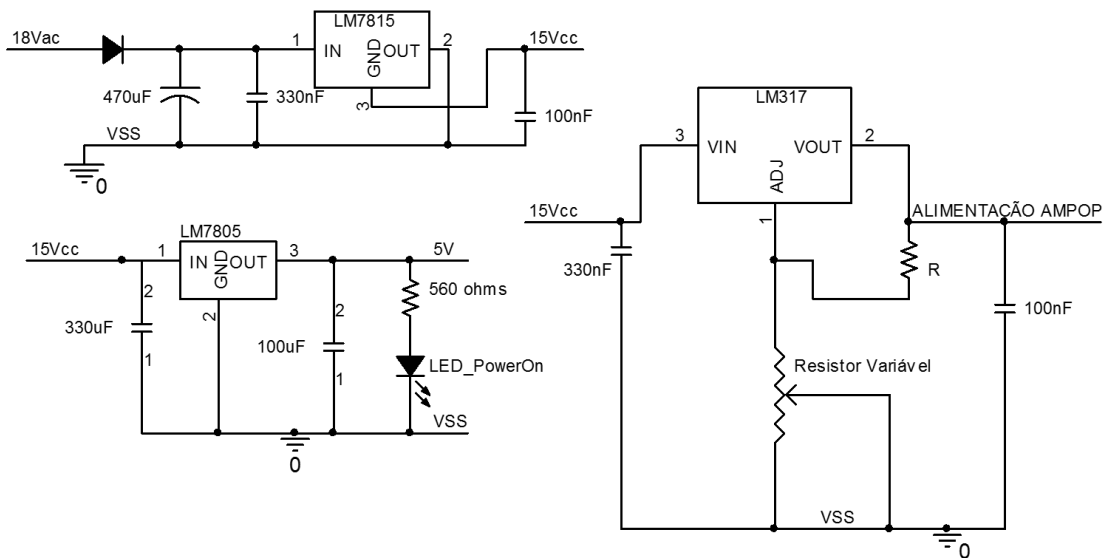 LM7815
18Vac
1
IN
GND
OUT
2
15Vcc
3
470uF
330nF
100nF
VSS
0
LM7805
15Vcc
1
IN
GND
OUT
3
5V
2
330uF
1
2
2
100uF
1
560 ohms
LED_PowerOn
VSS
0
LM317
3
VIN
VOUT
2
ADJ
1
15Vcc
ALIMENTAÇÃO AMPOP
330nF
R
100nF
Resistor Variável
VSS
0